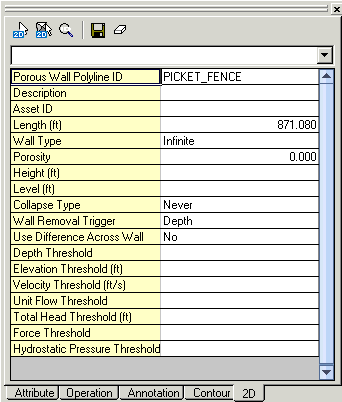 2D 2D
Porous Wall Polyline ID PICKET_FENCE
Description
Asset ID
Length (ft) 871.080
Wall Type Infinite
Porosity 0.000
Height (ft)
Level (ft)
Collapse Type Never
Wall Removal Trigger Depth
Use Difference Across Wall No
Depth Threshold
Elevation Threshold (ft)
Velocity Threshold (ft/s)
Unit Flow Threshold
Total Head Threshold (ft)
Force Threshold
Hydrostatic Pressure Threshold
Attribute Operation Annotation Contour 2D